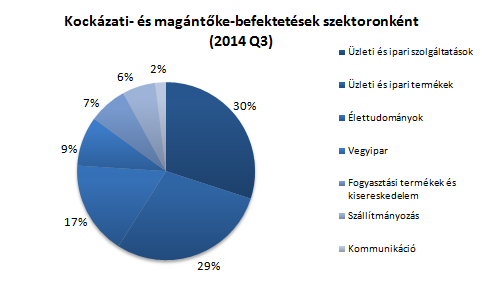 Kockázati- és magántőke-befektetések szektoronként
(2014 Q3)
30%
29%
17%
9%
7%
6%
2%
Üzleti és ipari szolgáltatások
Üzleti és ipari termékek
Élettudományok
Vegyipar
Fogyasztási termékek és
kisereskedelem
Szállítmányozás
Kommunikáció